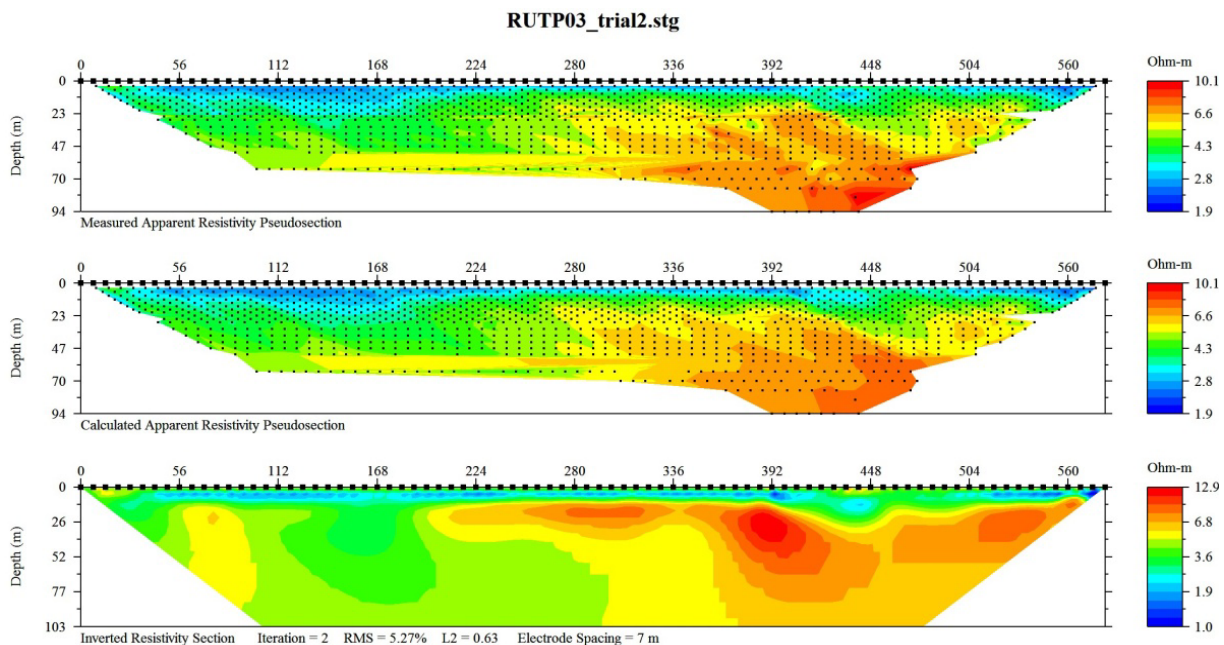 RUTP03_trial2.stg
0 56 112 168 224 280 336 392 448 504 560 Ohm-m
0 10.1
23 6.6
47 4.3
70 2.8
94 1.9
Depth (m)
Measured Apparent Resistivity Pseudosection
0 56 112 168 224 280 336 392 448 504 560 Ohm-m
0 10.1
23 6.6
47 4.3
70 2.8
94 1.9
Depth (m)
Calculated Apparent Resistivity Pseudosection
0 56 112 168 224 280 336 392 448 504 560 Ohm-m
0 12.9
26 6.8
52 3.6
77 1.9
103 1.0
Depth (m)
Inverted Resistivity Section Iteration = 2 RMS = 5.27% L2 = 0.63 Electrode Spacing = 7 m